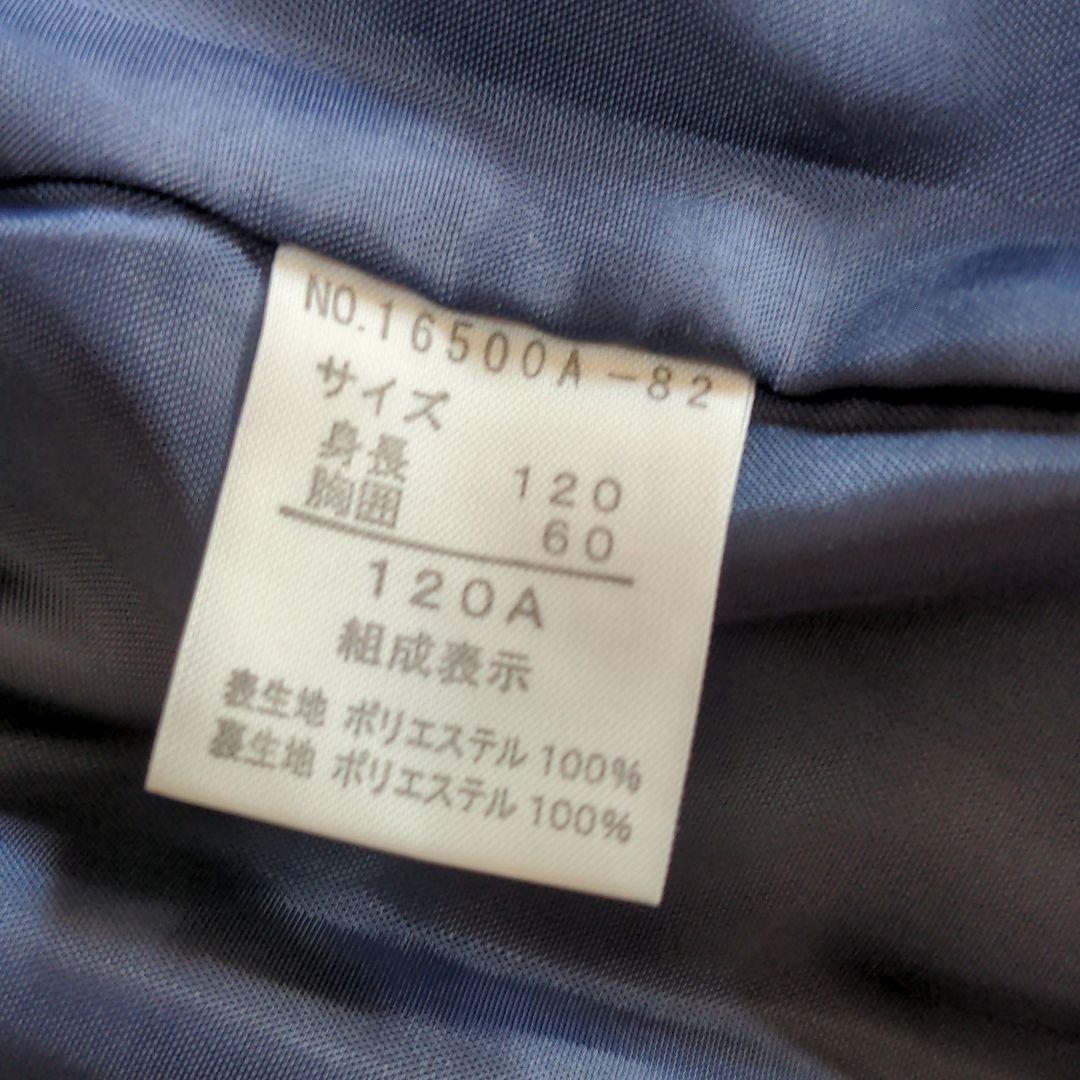 NO.16500A-82
サイズ
身長 120
胸囲 60
120A
組成表示
表生地 ポリエステル 100%
裏生地 ポリエステル 100%